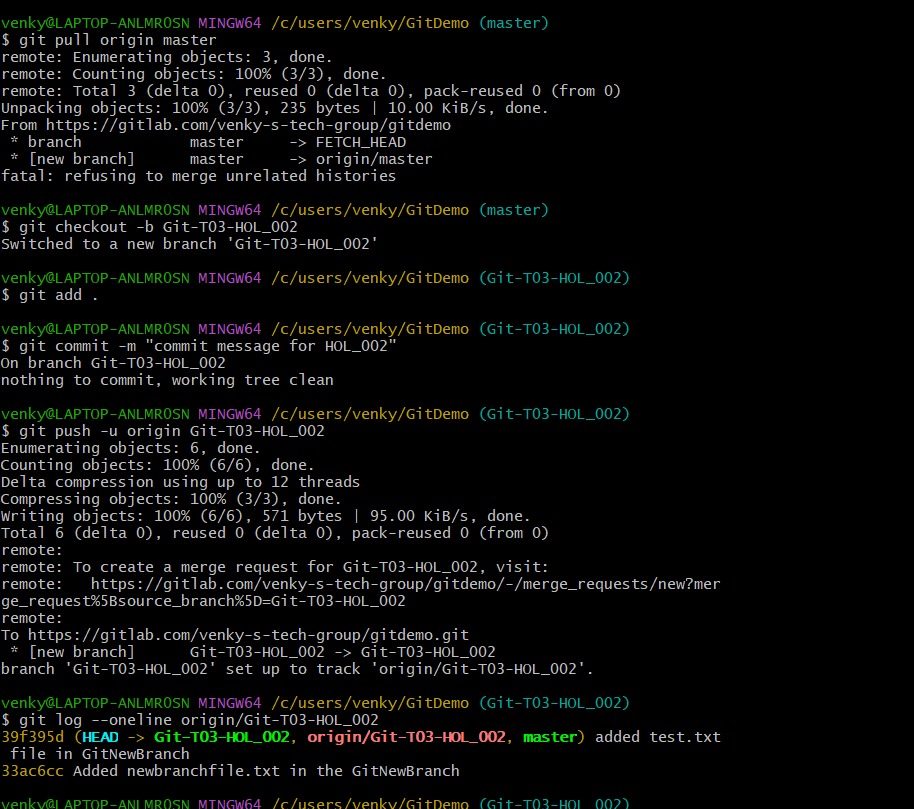 venky@LAPTOP-ANLMROSN MINGW64 /c/users/venky/GitDemo (master)
$ git pull origin master
remote: Enumerating objects: 3, done.
remote: Counting objects: 100% (3/3), done.
remote: Total 3 (delta 0), reused 0 (delta 0), pack-reused 0 (from 0)
Unpacking objects: 100% (3/3), 235 bytes | 10.00 KiB/s, done.
From https://gitlab.com/venky-s-tech-group/gitdemo
 * branch            master     -> FETCH_HEAD
 * [new branch]      master     -> origin/master
fatal: refusing to merge unrelated histories
venky@LAPTOP-ANLMROSN MINGW64 /c/users/venky/GitDemo (master)
$ git checkout -b Git-T03-HOL_002
Switched to a new branch 'Git-T03-HOL_002'
venky@LAPTOP-ANLMROSN MINGW64 /c/users/venky/GitDemo (Git-T03-HOL_002)
$ git add .
venky@LAPTOP-ANLMROSN MINGW64 /c/users/venky/GitDemo (Git-T03-HOL_002)
$ git commit -m "commit message for HOL_002"
On branch Git-T03-HOL_002
nothing to commit, working tree clean
venky@LAPTOP-ANLMROSN MINGW64 /c/users/venky/GitDemo (Git-T03-HOL_002)
$ git push -u origin Git-T03-HOL_002
Enumerating objects: 6, done.
Counting objects: 100% (6/6), done.
Delta compression using up to 12 threads
Compressing objects: 100% (3/3), done.
Writing objects: 100% (6/6), 571 bytes | 95.00 KiB/s, done.
Total 6 (delta 0), reused 0 (delta 0), pack-reused 0 (from 0)
remote:
remote: To create a merge request for Git-T03-HOL_002, visit:
remote:   https://gitlab.com/venky-s-tech-group/gitdemo/-/merge_requests/new?mer
ge_request%5Bsource_branch%5D=Git-T03-HOL_002
remote:
To https://gitlab.com/venky-s-tech-group/gitdemo.git
 * [new branch]      Git-T03-HOL_002 -> Git-T03-HOL_002
branch 'Git-T03-HOL_002' set up to track 'origin/Git-T03-HOL_002'.
venky@LAPTOP-ANLMROSN MINGW64 /c/users/venky/GitDemo (Git-T03-HOL_002)
$ git log --oneline origin/Git-T03-HOL_002
39f395d (HEAD -> Git-T03-HOL_002, origin/Git-T03-HOL_002, master) added test.txt
 file in GitNewBranch
33ac6cc Added newbranchfile.txt in the GitNewBranch
venky@LAPTOP-ANLMROSN MINGW64 /c/users/venky/GitDemo (Git-T03-HOL_002)